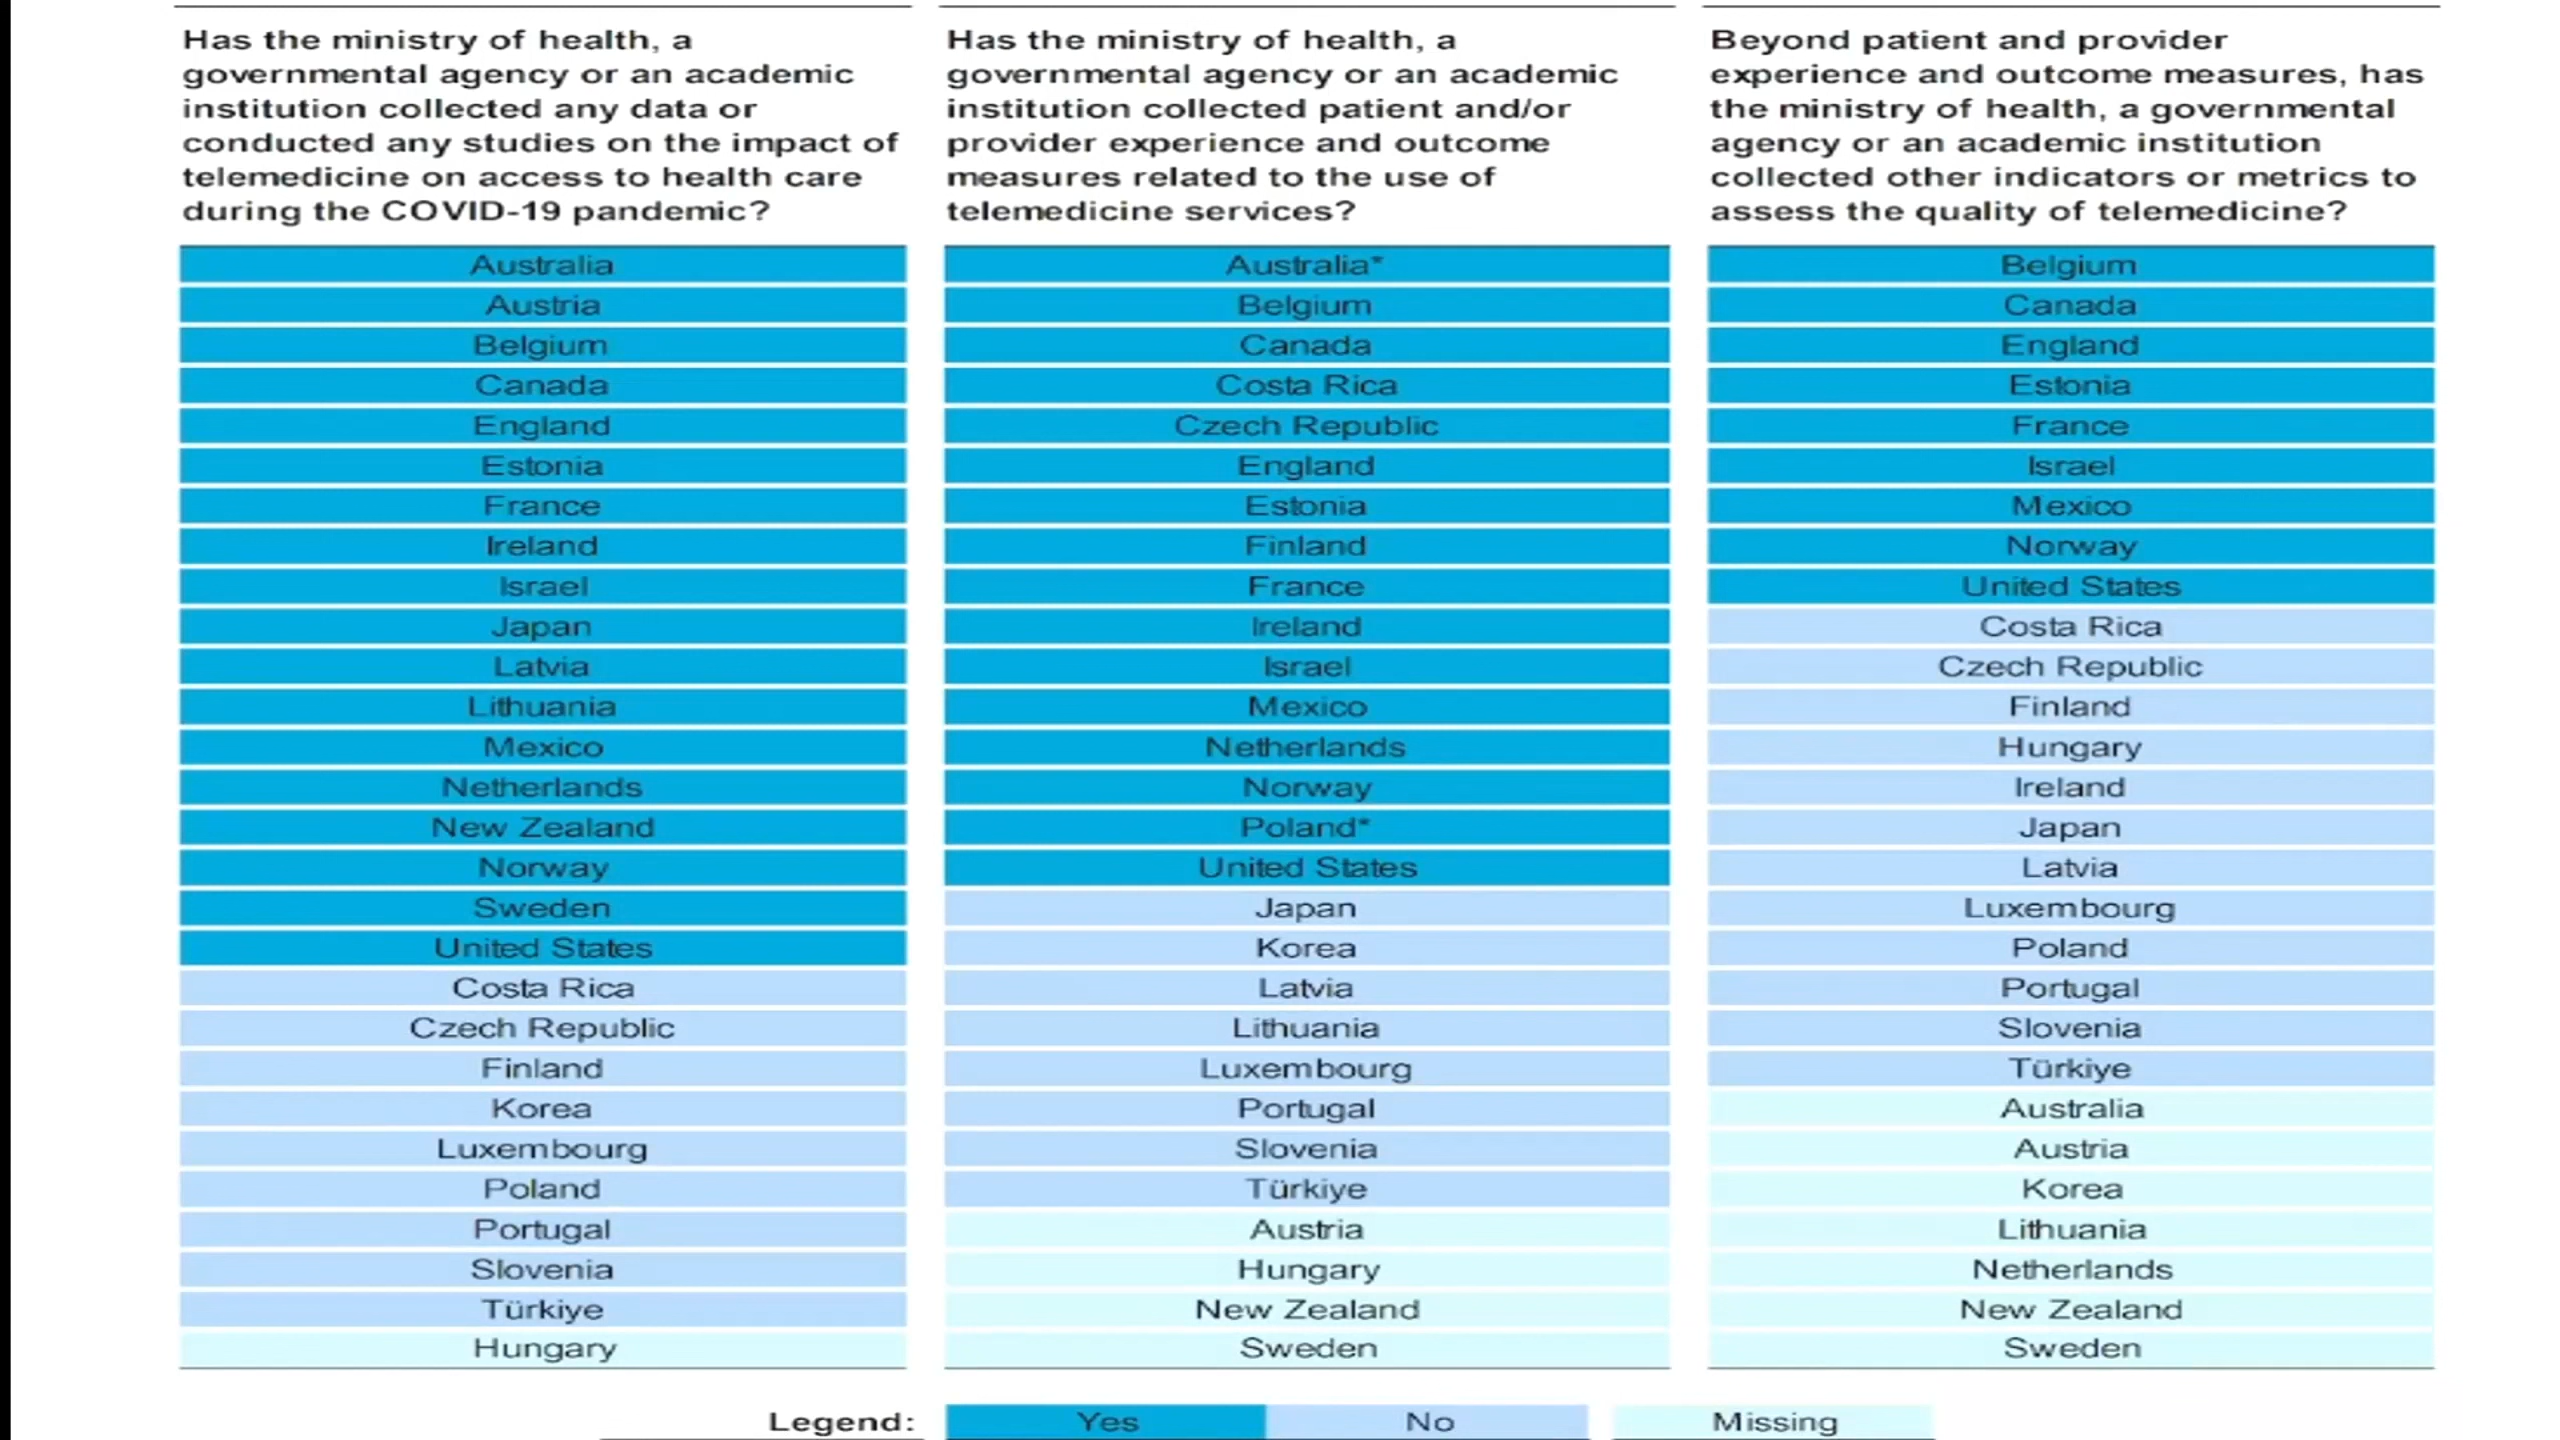 Has the ministry of health, a
governmental agency or an academic
institution collected any data or
conducted any studies on the impact of
telemedicine on access to health care
during the COVID-19 pandemic?
Australia
Austria
Belgium
Canada
England
Estonia
France
Ireland
Israel
Japan
Latvia
Lithuania
Mexico
Netherlands
New Zealand
Norway
Sweden
United States
Costa Rica
Czech Republic
Finland
Korea
Luxembourg
Poland
Portugal
Slovenia
Türkiye
Hungary
Has the ministry of health, a
governmental agency or an academic
institution collected patient and/or
provider experience and outcome
measures related to the use of
telemedicine services?
Australia*
Belgium
Canada
Costa Rica
Czech Republic
England
Estonia
Finland
France
Ireland
Israel
Mexico
Netherlands
Norway
Poland*
United States
Japan
Korea
Latvia
Lithuania
Luxembourg
Portugal
Slovenia
Türkiye
Austria
Hungary
New Zealand
Sweden
Beyond patient and provider
experience and outcome measures, has
the ministry of health, a governmental
agency or an academic institution
collected other indicators or metrics to
assess the quality of telemedicine?
Belgium
Canada
England
Estonia
France
Israel
Mexico
Norway
United States
Costa Rica
Czech Republic
Finland
Hungary
Ireland
Japan
Latvia
Luxembourg
Poland
Portugal
Slovenia
Türkiye
Australia
Austria
Korea
Lithuania
Netherlands
New Zealand
Sweden
Legend: Yes No Missing